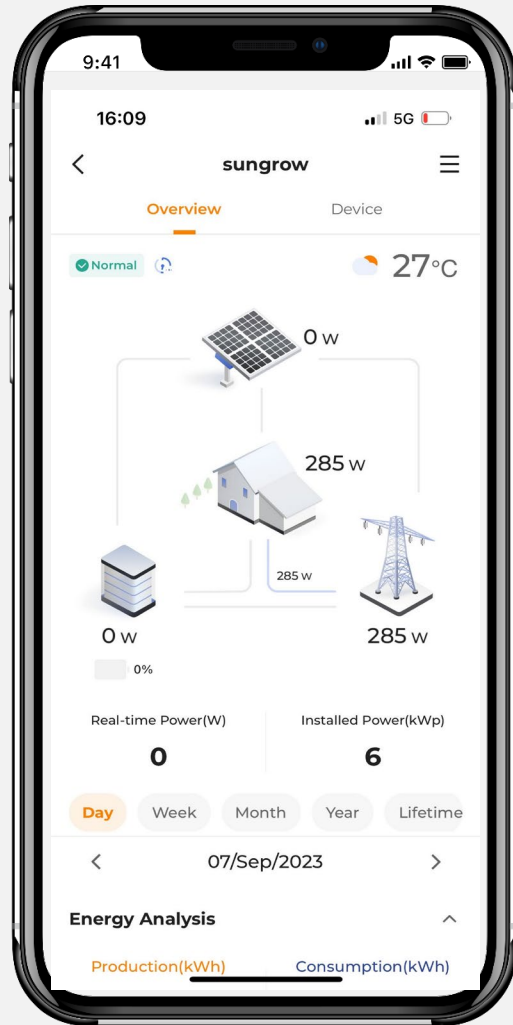 9:41
16:09 5G
sungrow
Overview Device
Normal 27°C
0 W
285 W
285 W
0 W 285 W
0%
Real-time Power(W) Installed Power(kWp)
0 6
Day Week Month Year Lifetime
07/Sep/2023
Energy Analysis
Production(kWh) Consumption(kWh)